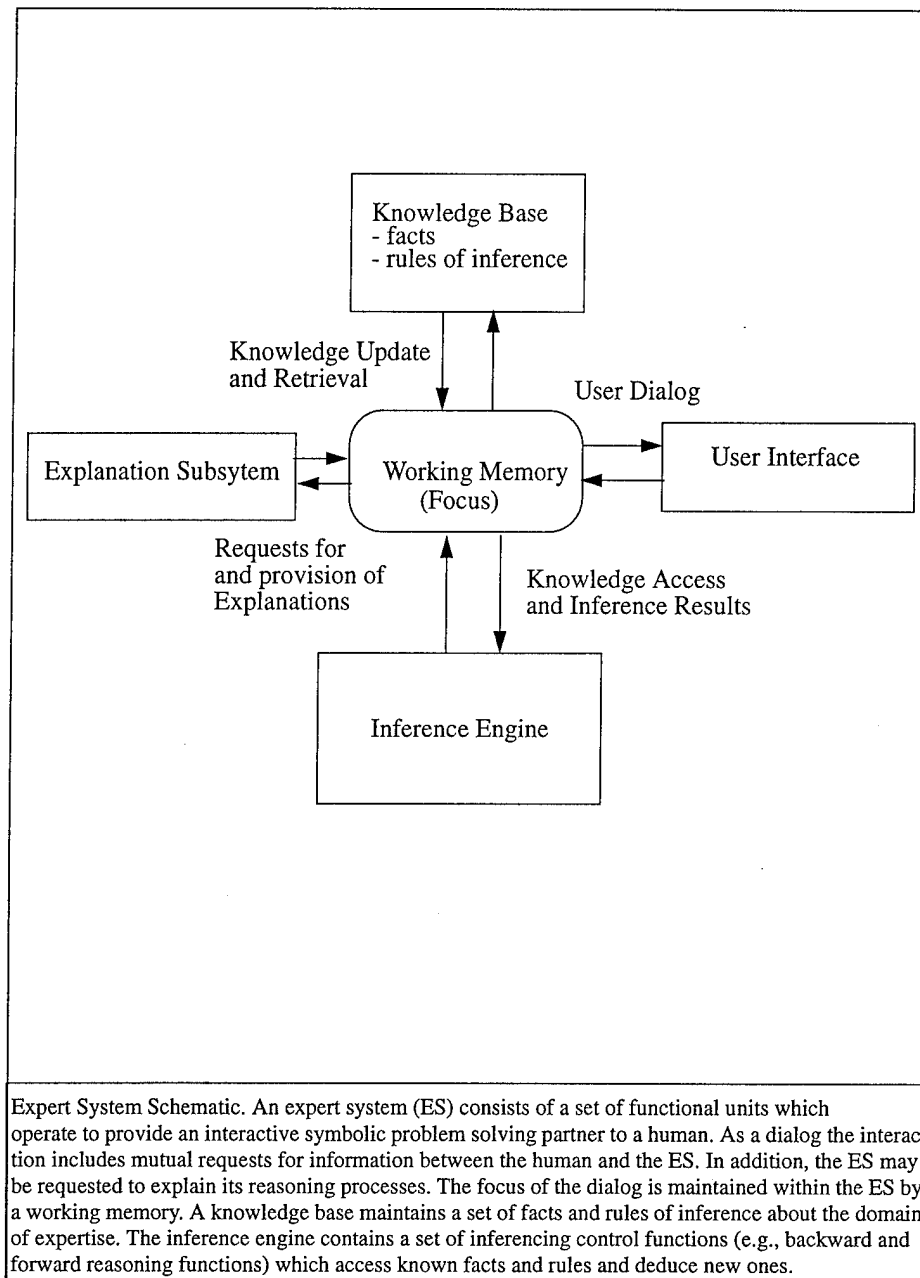 Knowledge Base
- facts
- rules of inference
Knowledge Update
and Retrieval
User Dialog
Explanation Subsytem
Working Memory
(Focus)
User Interface
Requests for
and provision of
Explanations
Knowledge Access
and Inference Results
Inference Engine
Expert System Schematic. An expert system (ES) consists of a set of functional units which
operate to provide an interactive symbolic problem solving partner to a human. As a dialog the interac
tion includes mutual requests for information between the human and the ES. In addition, the ES may
be requested to explain its reasoning processes. The focus of the dialog is maintained within the ES by
a working memory. A knowledge base maintains a set of facts and rules of inference about the domain
of expertise. The inference engine contains a set of inferencing control functions (e.g., backward and
forward reasoning functions) which access known facts and rules and deduce new ones.